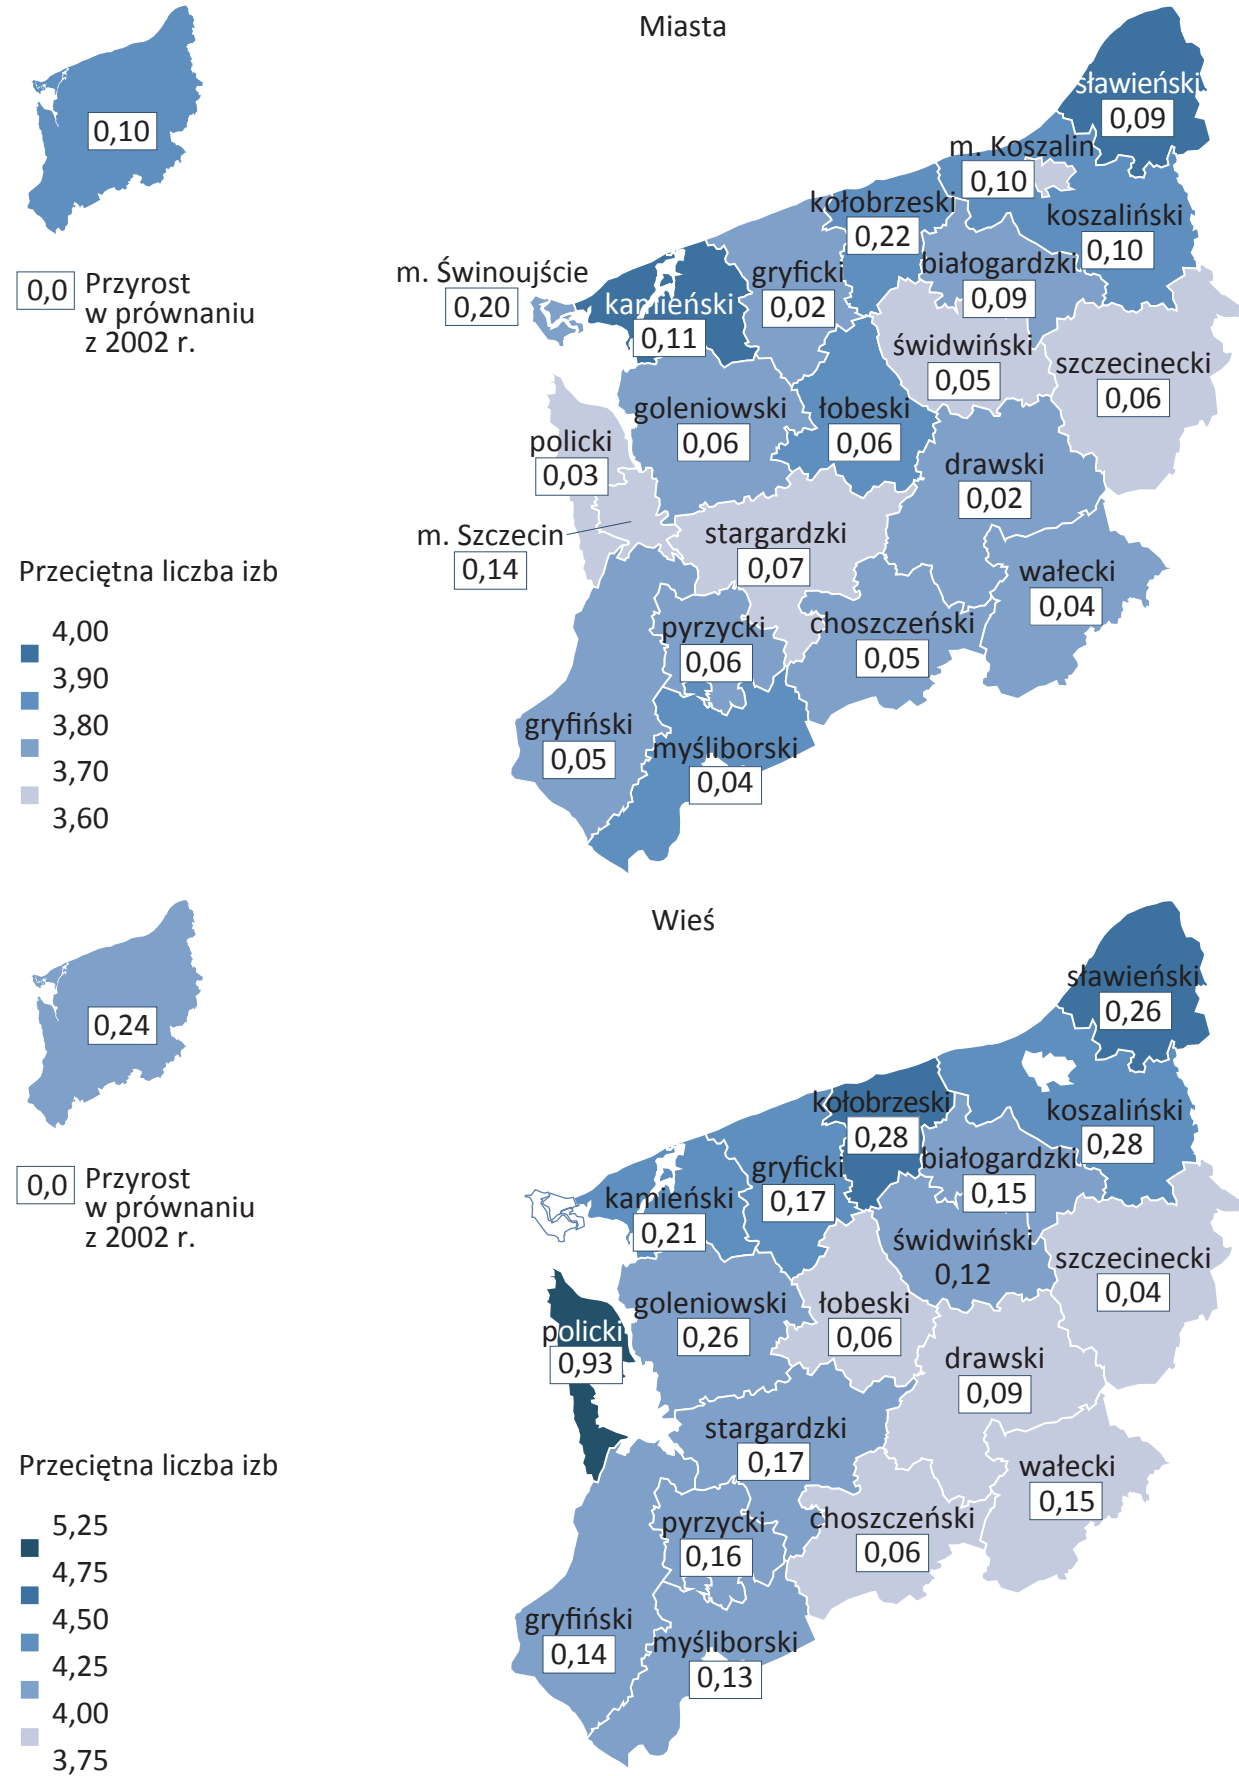 Miasta
0,10
0,0
Przyrost
w prównaniu
z 2002 r.
sławieński
0,09
m. Koszalin
0,10
kołobrzeski
0,22
koszaliński
0,10
białogardzki
0,09
gryficki
0,02
m. Świnoujście
0,20
kamieński
0,11
świdwiński
0,05
szczecinecki
0,06
goleniowski
0,06
łobeski
0,06
policki
0,03
drawski
0,02
m. Szczecin
0,14
stargardzki
0,07
wałecki
0,04
pyrzycki
0,06
choszczeński
0,05
gryfiński
0,05
myśliborski
0,04
Przeciętna liczba izb
4,00
3,90
3,80
3,70
3,60
Wieś
0,24
0,0
Przyrost
w prównaniu
z 2002 r.
sławieński
0,26
kołobrzeski
0,28
koszaliński
0,28
gryficki
0,17
białogardzki
0,15
kamieński
0,21
świdwiński
0,12
szczecinecki
0,04
goleniowski
0,26
łobeski
0,06
policki
0,93
drawski
0,09
stargardzki
0,17
wałecki
0,15
pyrzycki
0,16
choszczeński
0,06
gryfiński
0,14
myśliborski
0,13
Przeciętna liczba izb
5,25
4,75
4,50
4,25
4,00
3,75